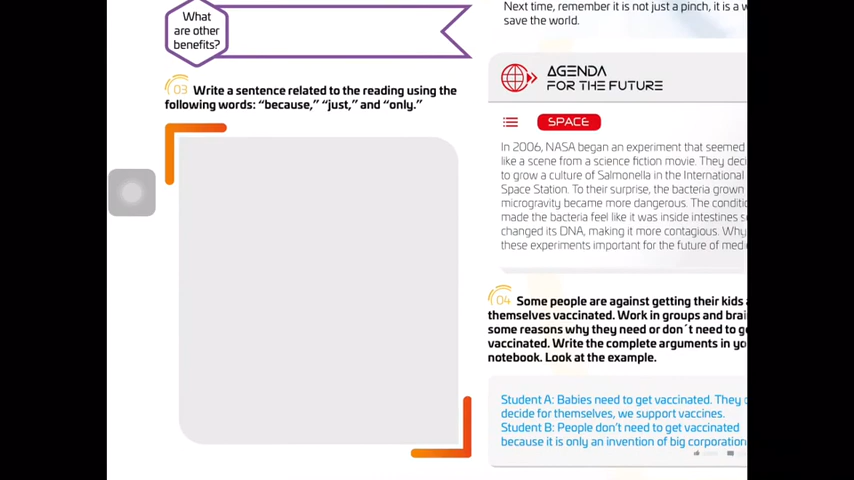 What
are other
benefits?
03 Write a sentence related to the reading using the
following words: “because,” “just,” and “only.”
Next time, remember it is not just a pinch, it is a
save the world.
AGENDA
FOR THE FUTURE
SPACE
In 2006, NASA began an experiment that seemed
like a scene from a science fiction movie. They
to grow a culture of Salmonella in the International
Space Station. To their surprise, the bacteria grown
microgravity became more dangerous. The
made the bacteria feel like it was inside intestines
changed its DNA, making it more contagious. Why
these experiments important for the future of
04 Some people are against getting their kids
themselves vaccinated. Work in groups and
some reasons why they need or don´t need to
vaccinated. Write the complete arguments in
notebook. Look at the example.
Student A: Babies need to get vaccinated. They
decide for themselves, we support vaccines.
Student B: People don’t need to get vaccinated
because it is only an invention of big